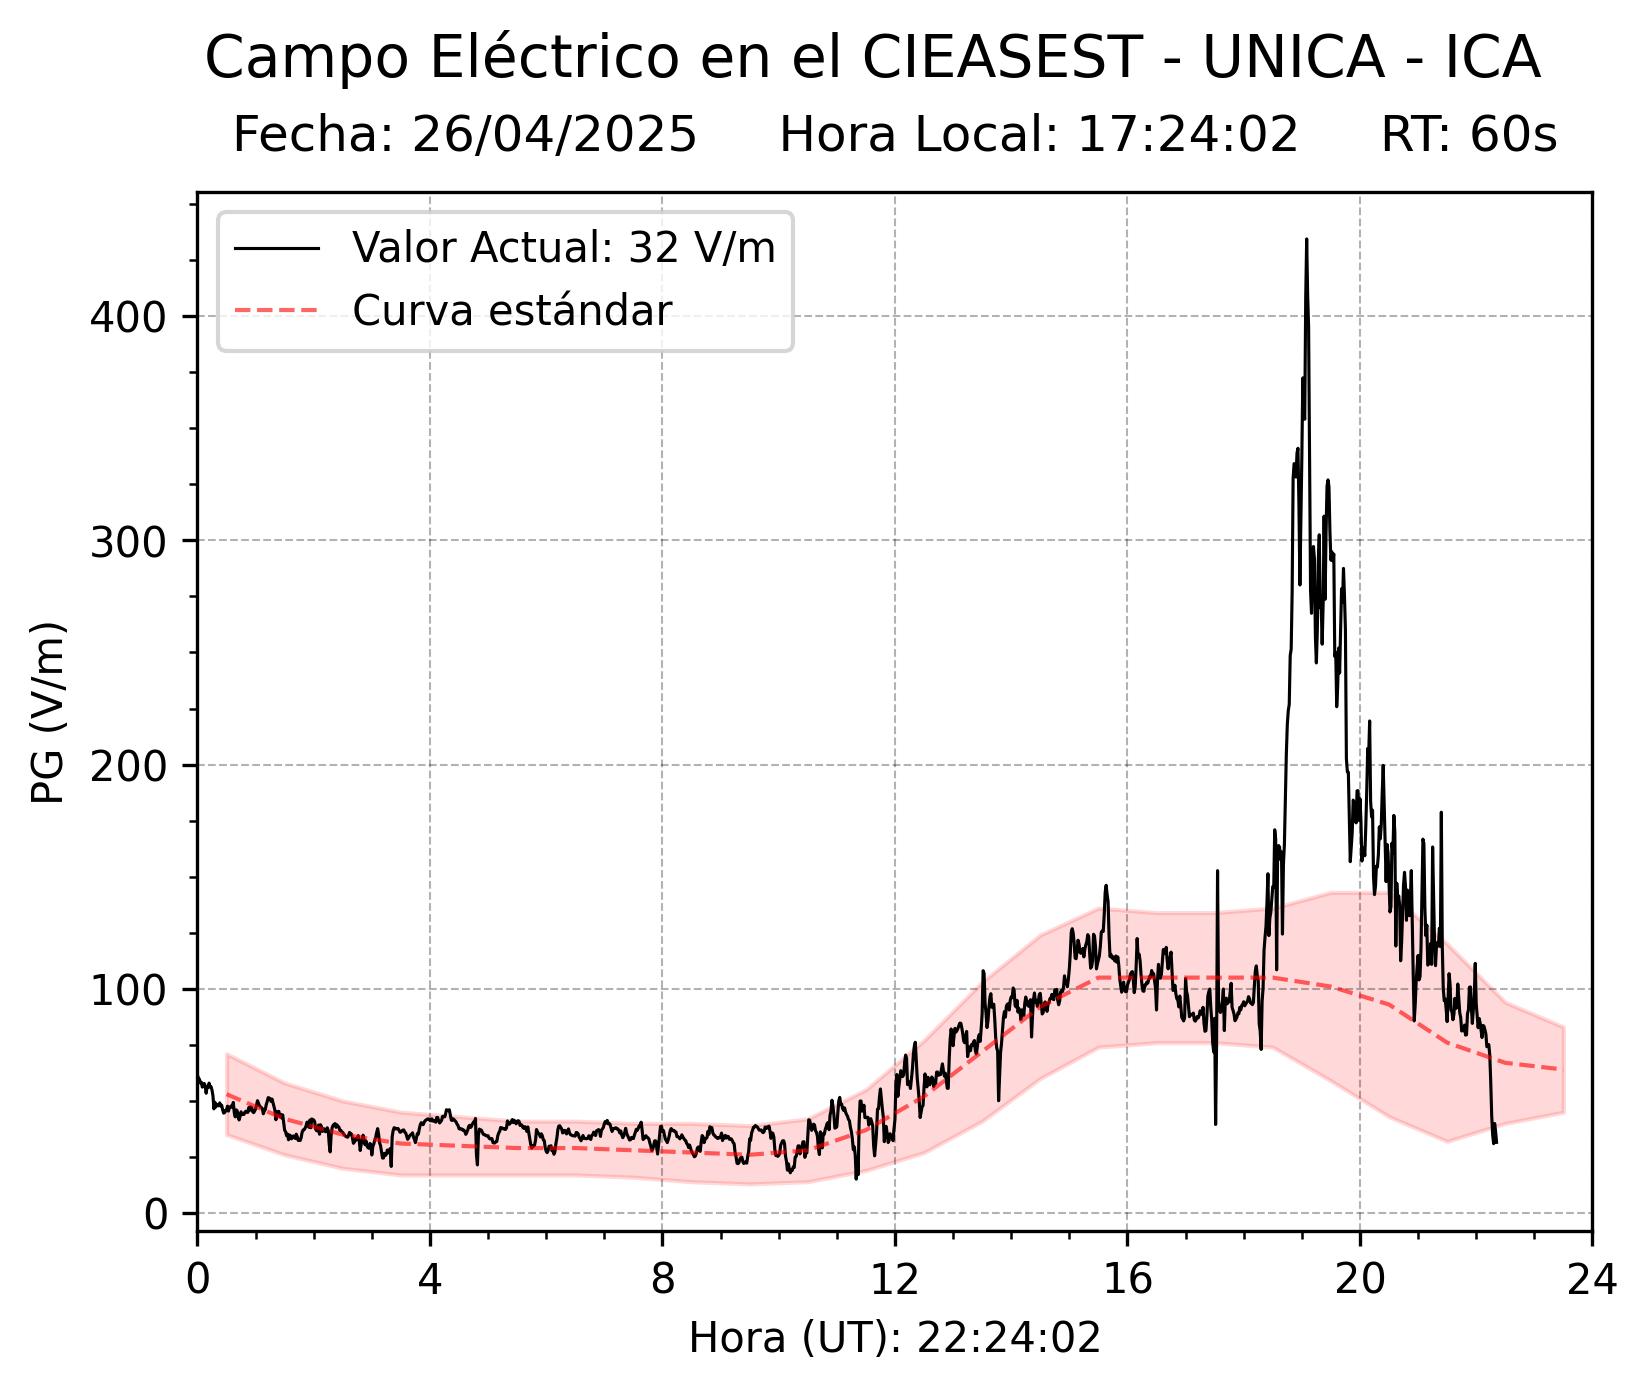 Campo Eléctrico en el CIEASEST - UNICA - ICA
Fecha: 26/04/2025 Hora Local: 17:24:02 RT: 60s
Valor Actual: 32 V/m
Curva estándar
PG (V/m)
400
300
200
100
0
0 4 8 12 16 20 24
Hora (UT): 22:24:02